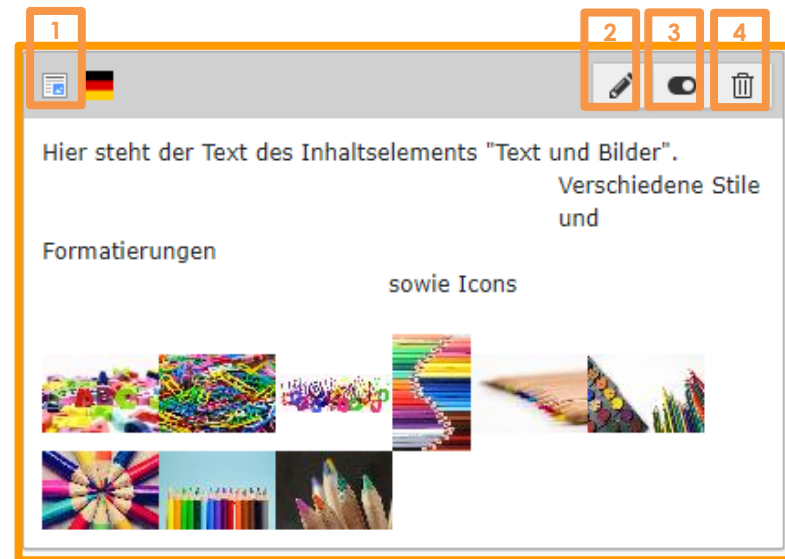 1
2 3 4
Hier steht der Text des Inhaltselements "Text und Bilder".
Verschiedene Stile
und
Formatierungen
sowie Icons
ABC